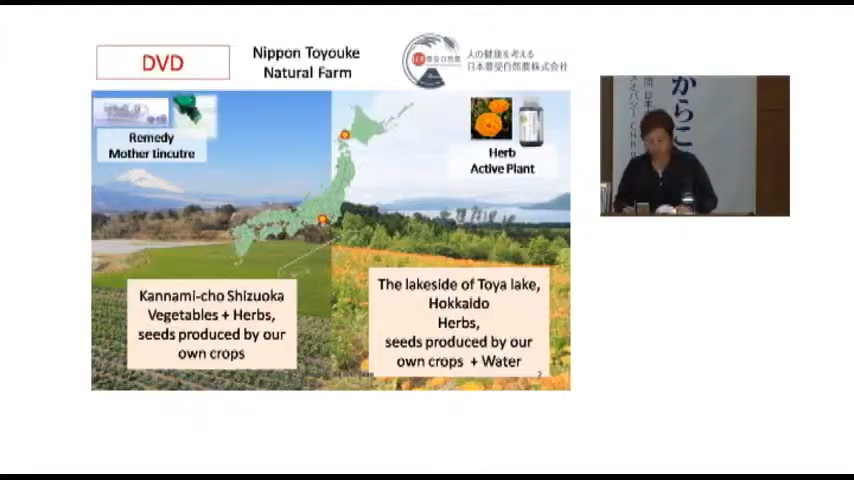 DVD
Nippon Toyouke
Natural Farm
人の健康を考える
日本豊受自然農株式会社
Remedy
Mother tincutre
Herb
Active Plant
Kannami-cho Shizuoka
Vegetables + Herbs,
seeds produced by our
own crops
The lakeside of Toya lake,
Hokkaido
Herbs,
seeds produced by our
own crops + Water
2
からこ